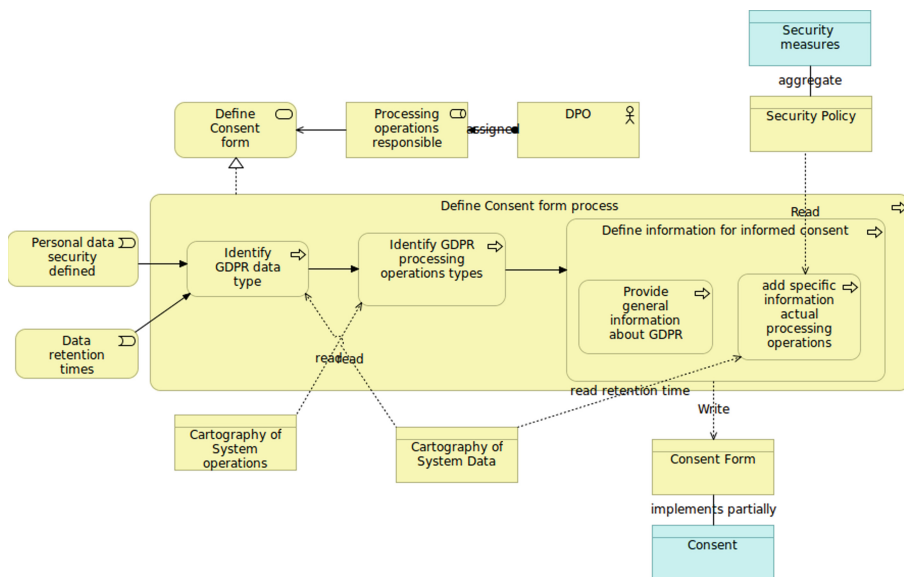 Security
measures
aggregate
Security Policy
Define
Consent
form
Processing
operations
responsible
assigned
DPO
Read
Define Consent form process
Define information for informed consent
Personal data
security
defined
Identify
GDPR data
type
Identify GDPR
processing
operations types
Provide
general
information
about GDPR
add specific
information
actual
processing
operations
Data
retention
times
read
read
read retention time
Write
Cartography of
System
operations
Cartography of
System Data
Consent Form
implements partially
Consent